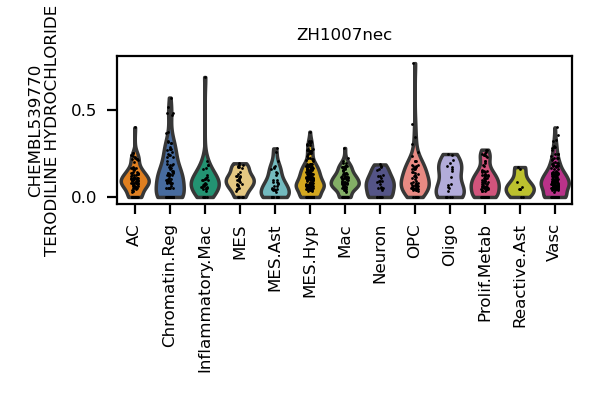 ZH1007nec
CHEMBL539770
TERODILINE HYDROCHLORIDE
0.5
0.0
AC
Chromatin.Reg
Inflammatory.Mac
MES
MES.Ast
MES.Hyp
Mac
Neuron
OPC
Oligo
Prolif.Metab
Reactive.Ast
Vasc